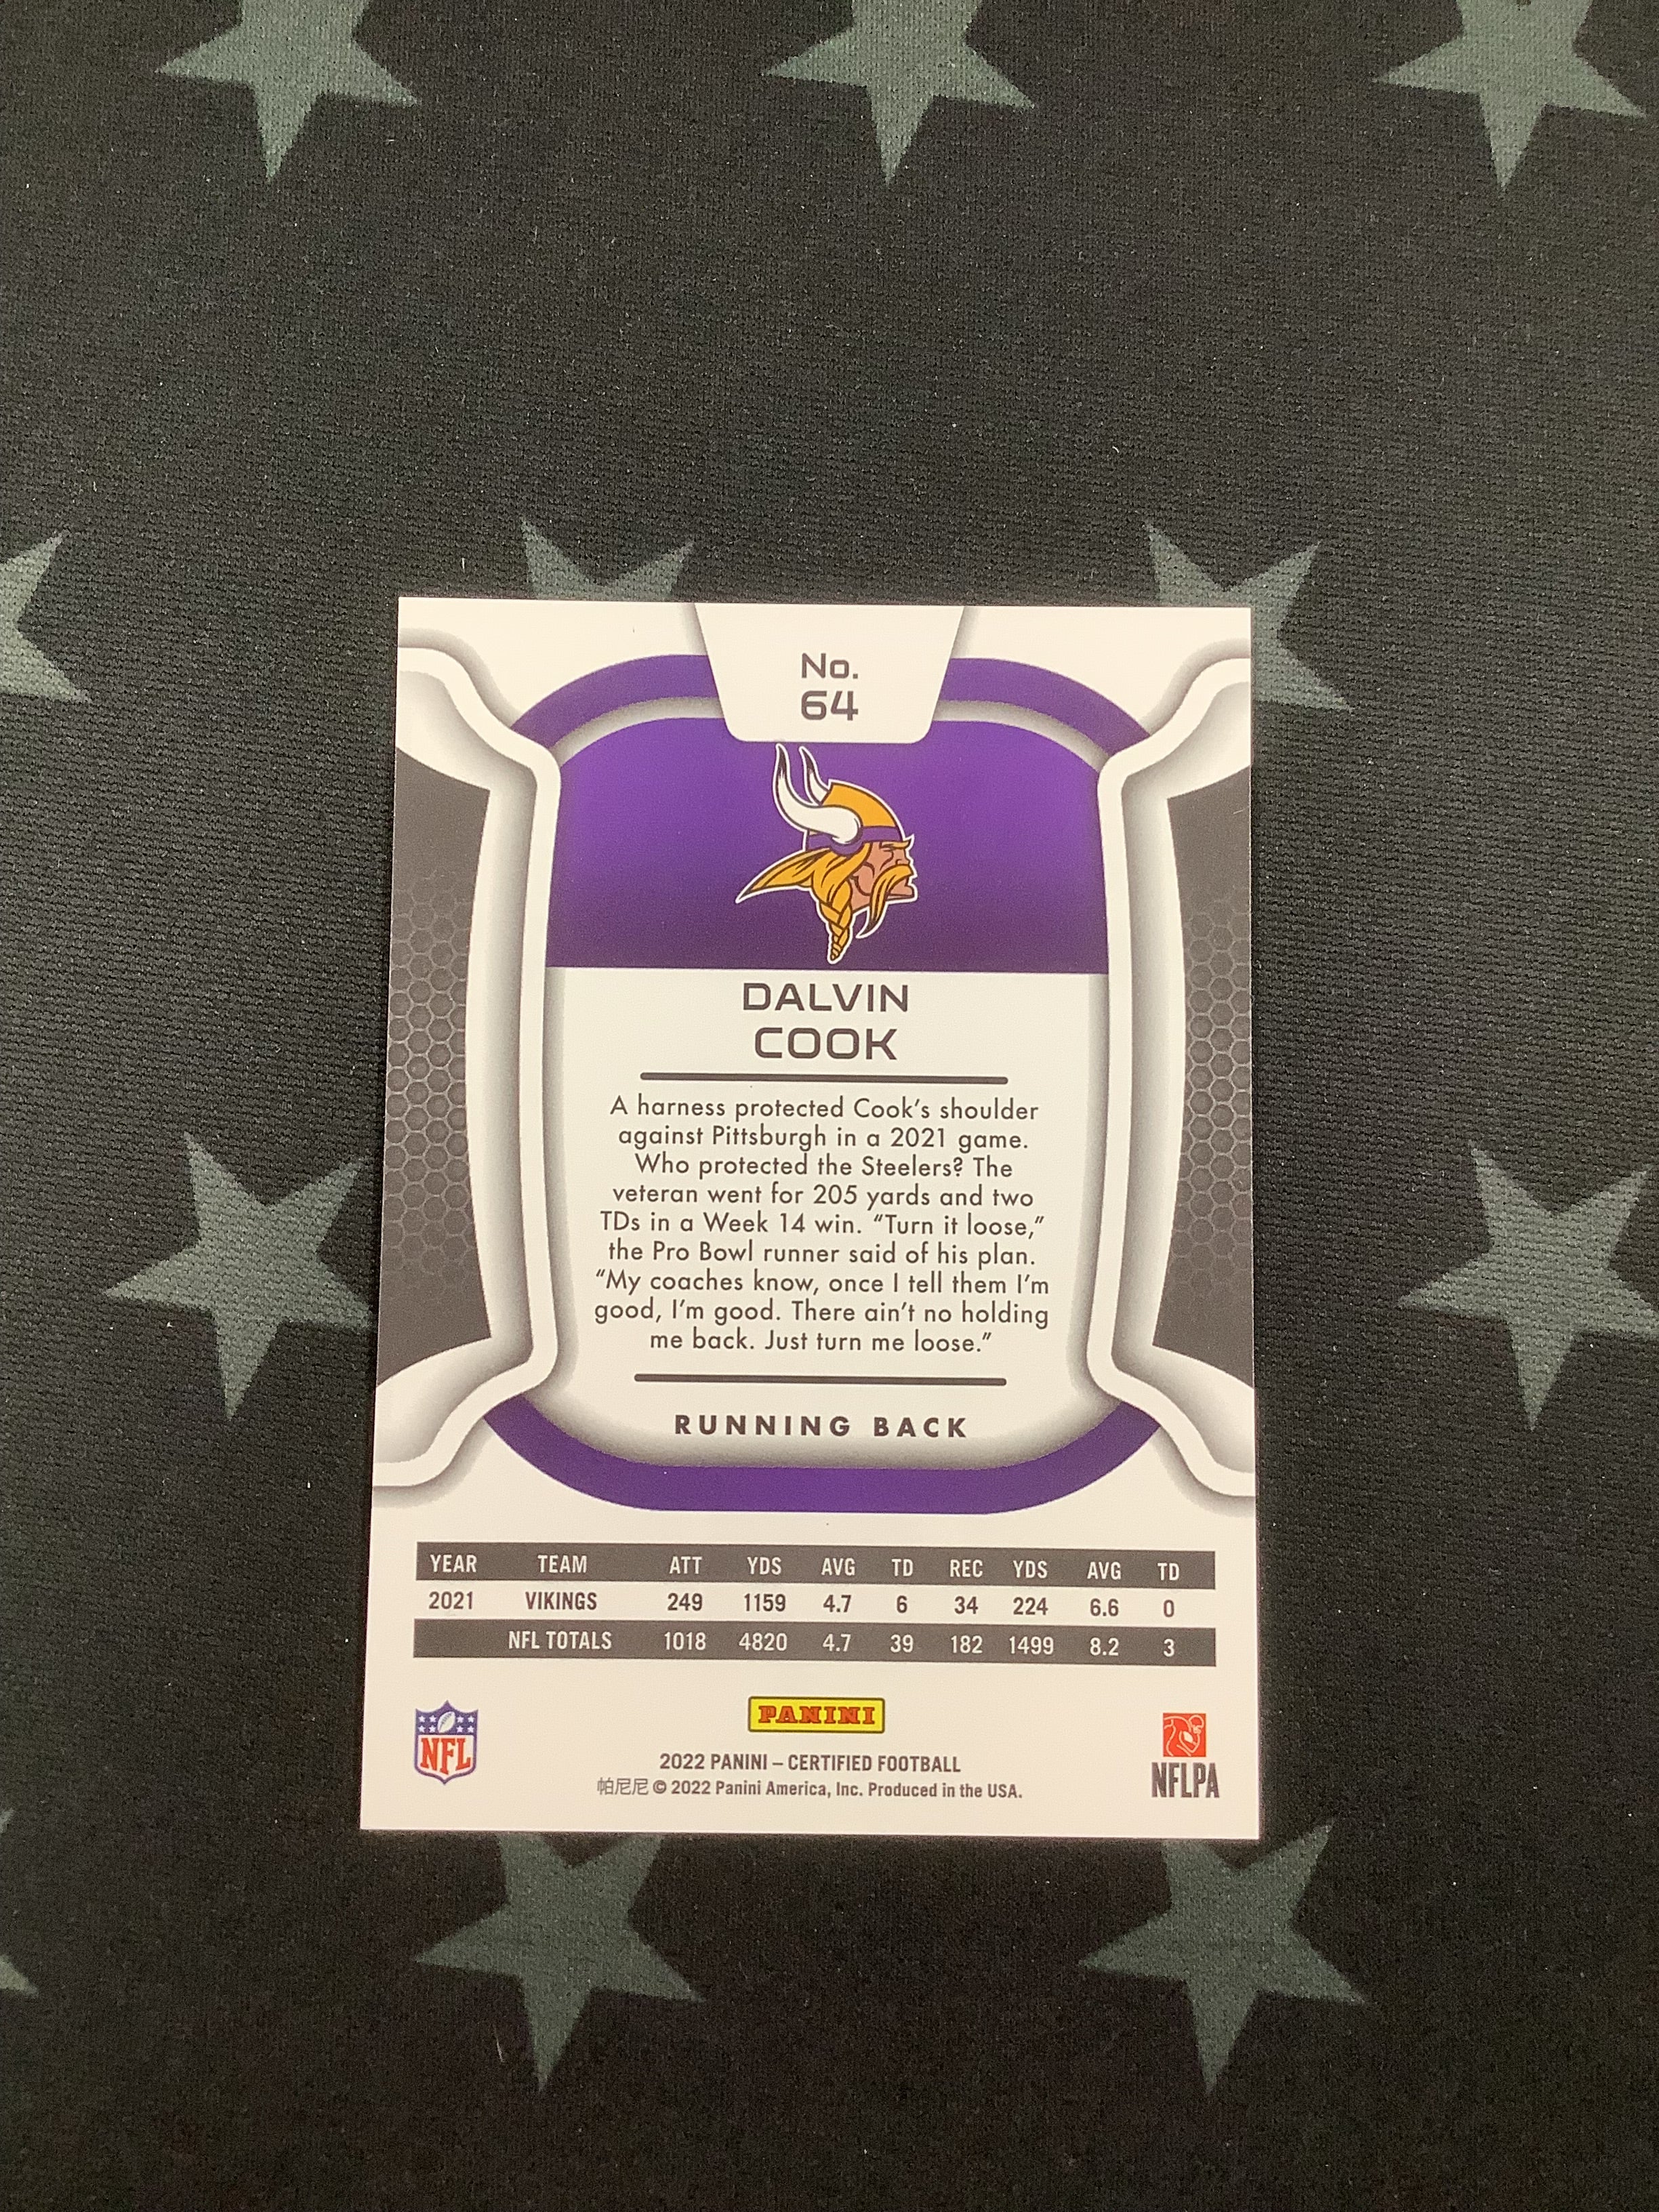 No.
64
DALVIN
COOK
A harness protected Cook's shoulder
against Pittsburgh in a 2021 game.
Who protected the Steelers? The
veteran went for 205 yards and two
TDs in a Week 14 win. “Turn it loose,”
the Pro Bowl runner said of his plan.
“My coaches know, once I tell them I'm
good, I'm good. There ain't no holding
me back. Just turn me loose.”
RUNNING BACK
YEAR TEAM ATT YDS AVG TD REC YDS AVG TD
2021 VIKINGS 249 1159 4.7 6 34 224 6.6 0
NFL TOTALS 1018 4820 4.7 39 182 1499 8.2 3
NFL
PANINI
2022 PANINI – CERTIFIED FOOTBALL
帕尼尼 © 2022 Panini America, Inc. Produced in the USA.
NFLPA